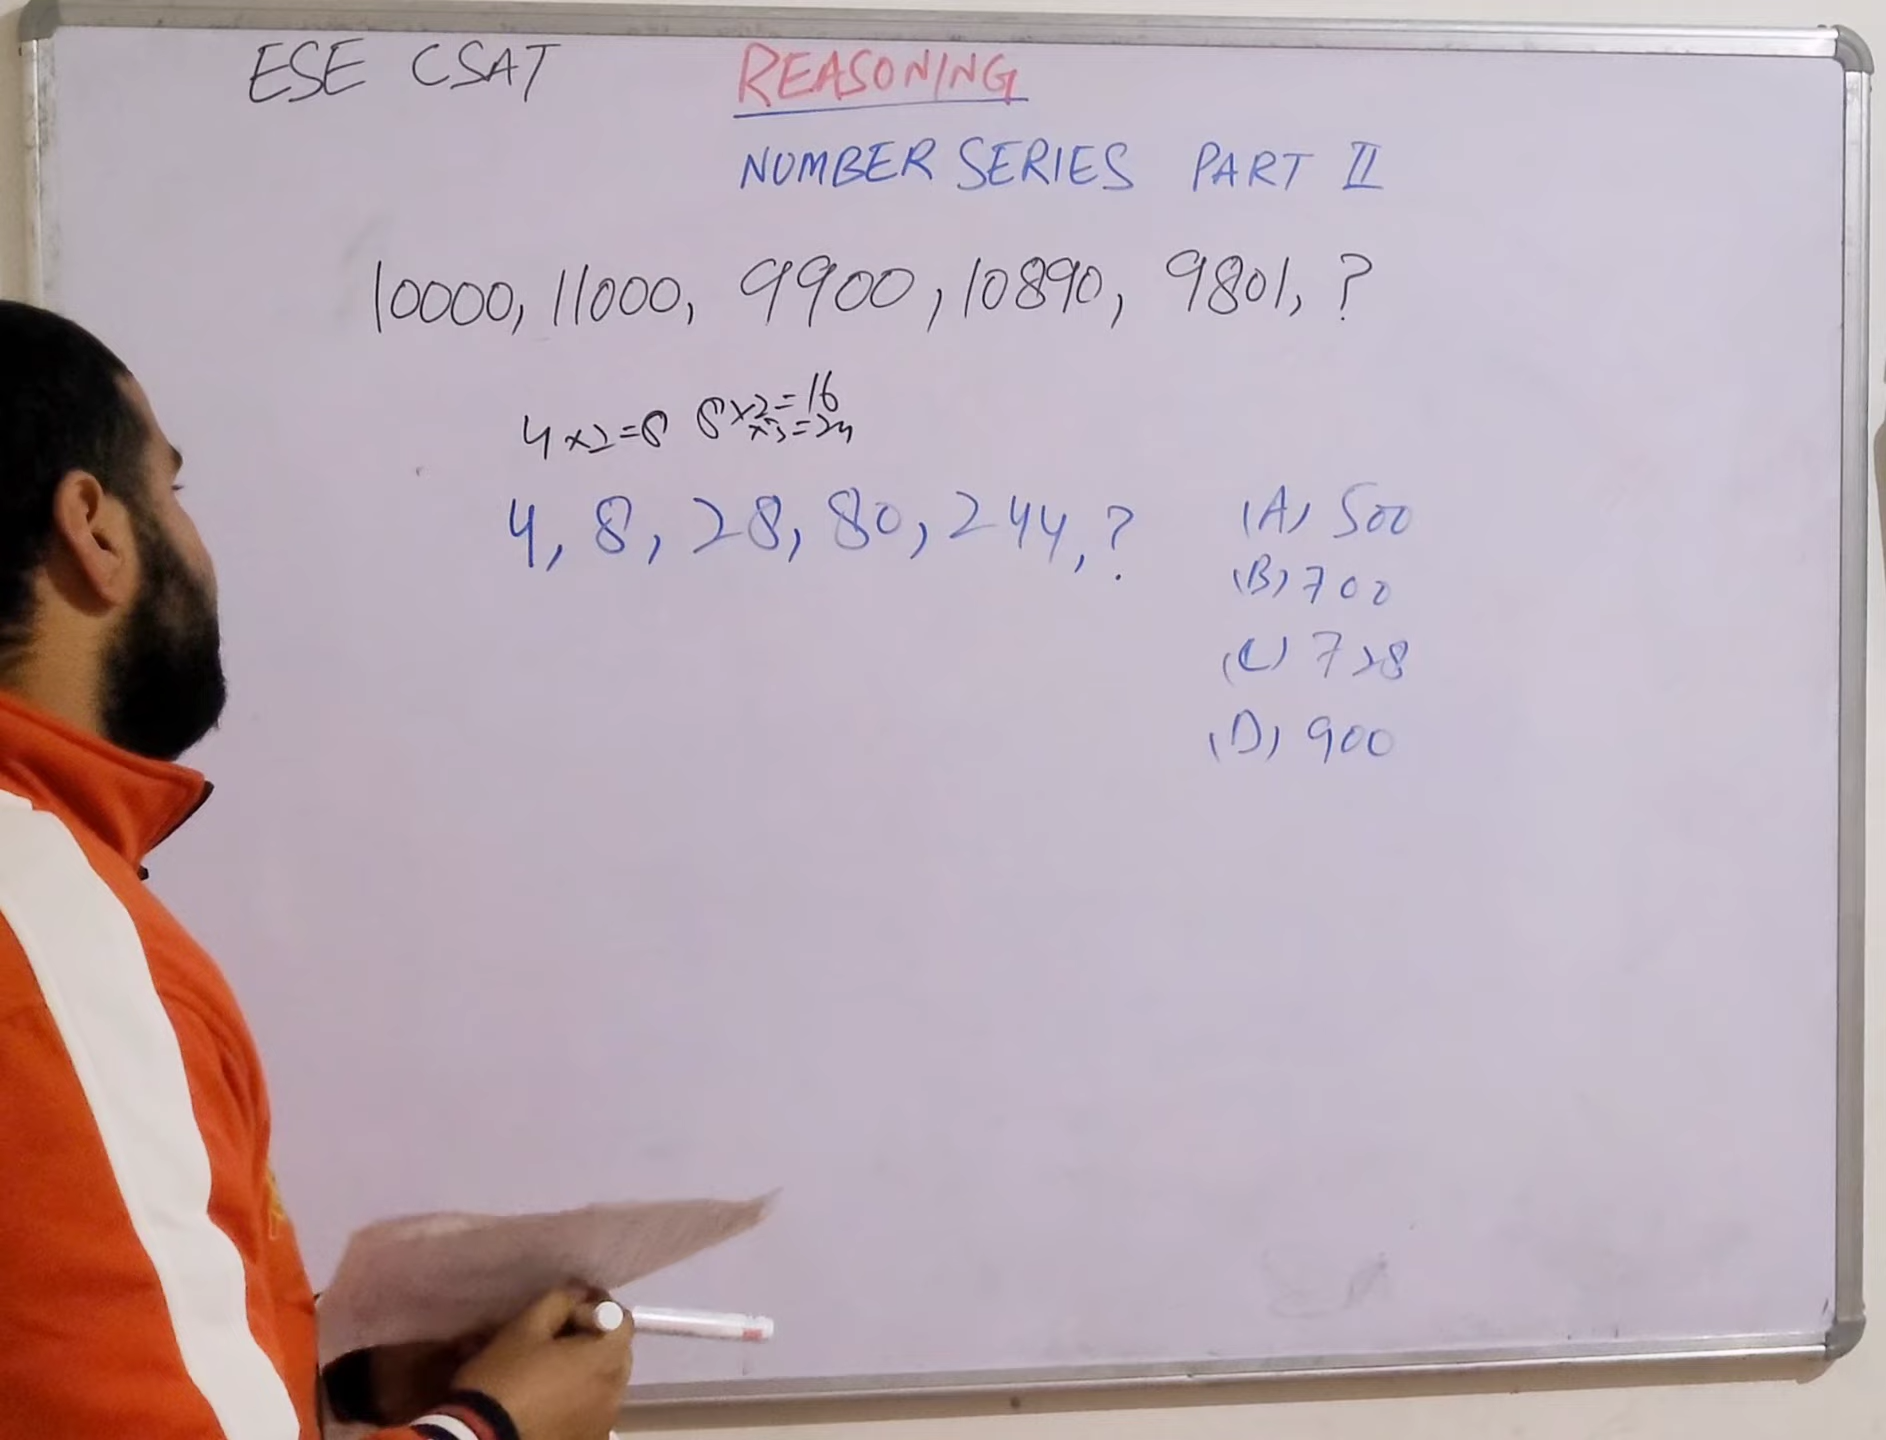 ESE CSAT REASONING
NUMBER SERIES PART II
10000, 11000, 9900, 10890, 9801, ?
4x2=8 8x2=16
x3=24
4, 8, 28, 80, 244, ?
(A) 500
(B) 700
(C) 728
(D) 900